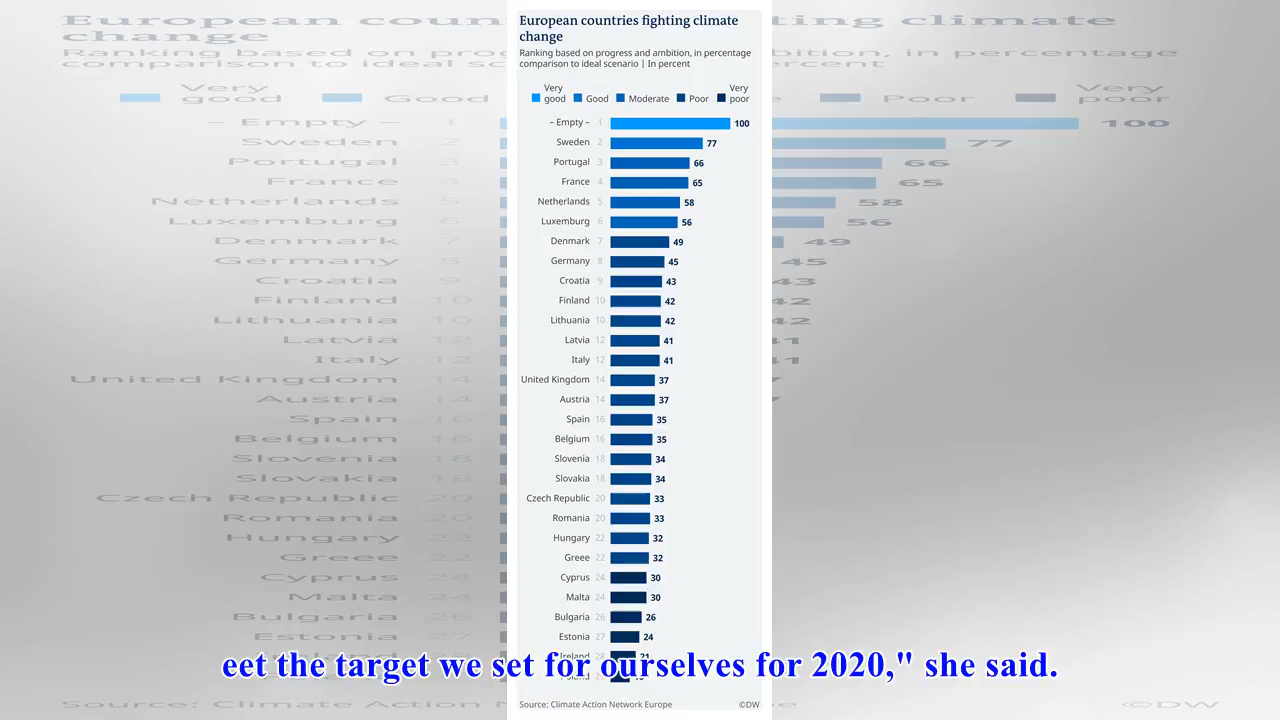 European countries fighting climate
change
Ranking based on progress and ambition, in percentage
comparison to ideal scenario | In percent
Very good Good Moderate Poor Very poor
– Empty – 1 100
Sweden 2 77
Portugal 3 66
France 4 65
Netherlands 5 58
Luxemburg 6 56
Denmark 7 49
Germany 8 45
Croatia 9 43
Finland 10 42
Lithuania 10 42
Latvia 12 41
Italy 12 41
United Kingdom 14 37
Austria 14 37
Spain 16 35
Belgium 16 35
Slovenia 18 34
Slovakia 18 34
Czech Republic 20 33
Romania 20 33
Hungary 22 32
Greee 22 32
Cyprus 24 30
Malta 24 30
Bulgaria 26 26
Estonia 27 24
Ireland 28 21
eet the target we set for ourselves for 2020," she said.
Source: Climate Action Network Europe ©DW